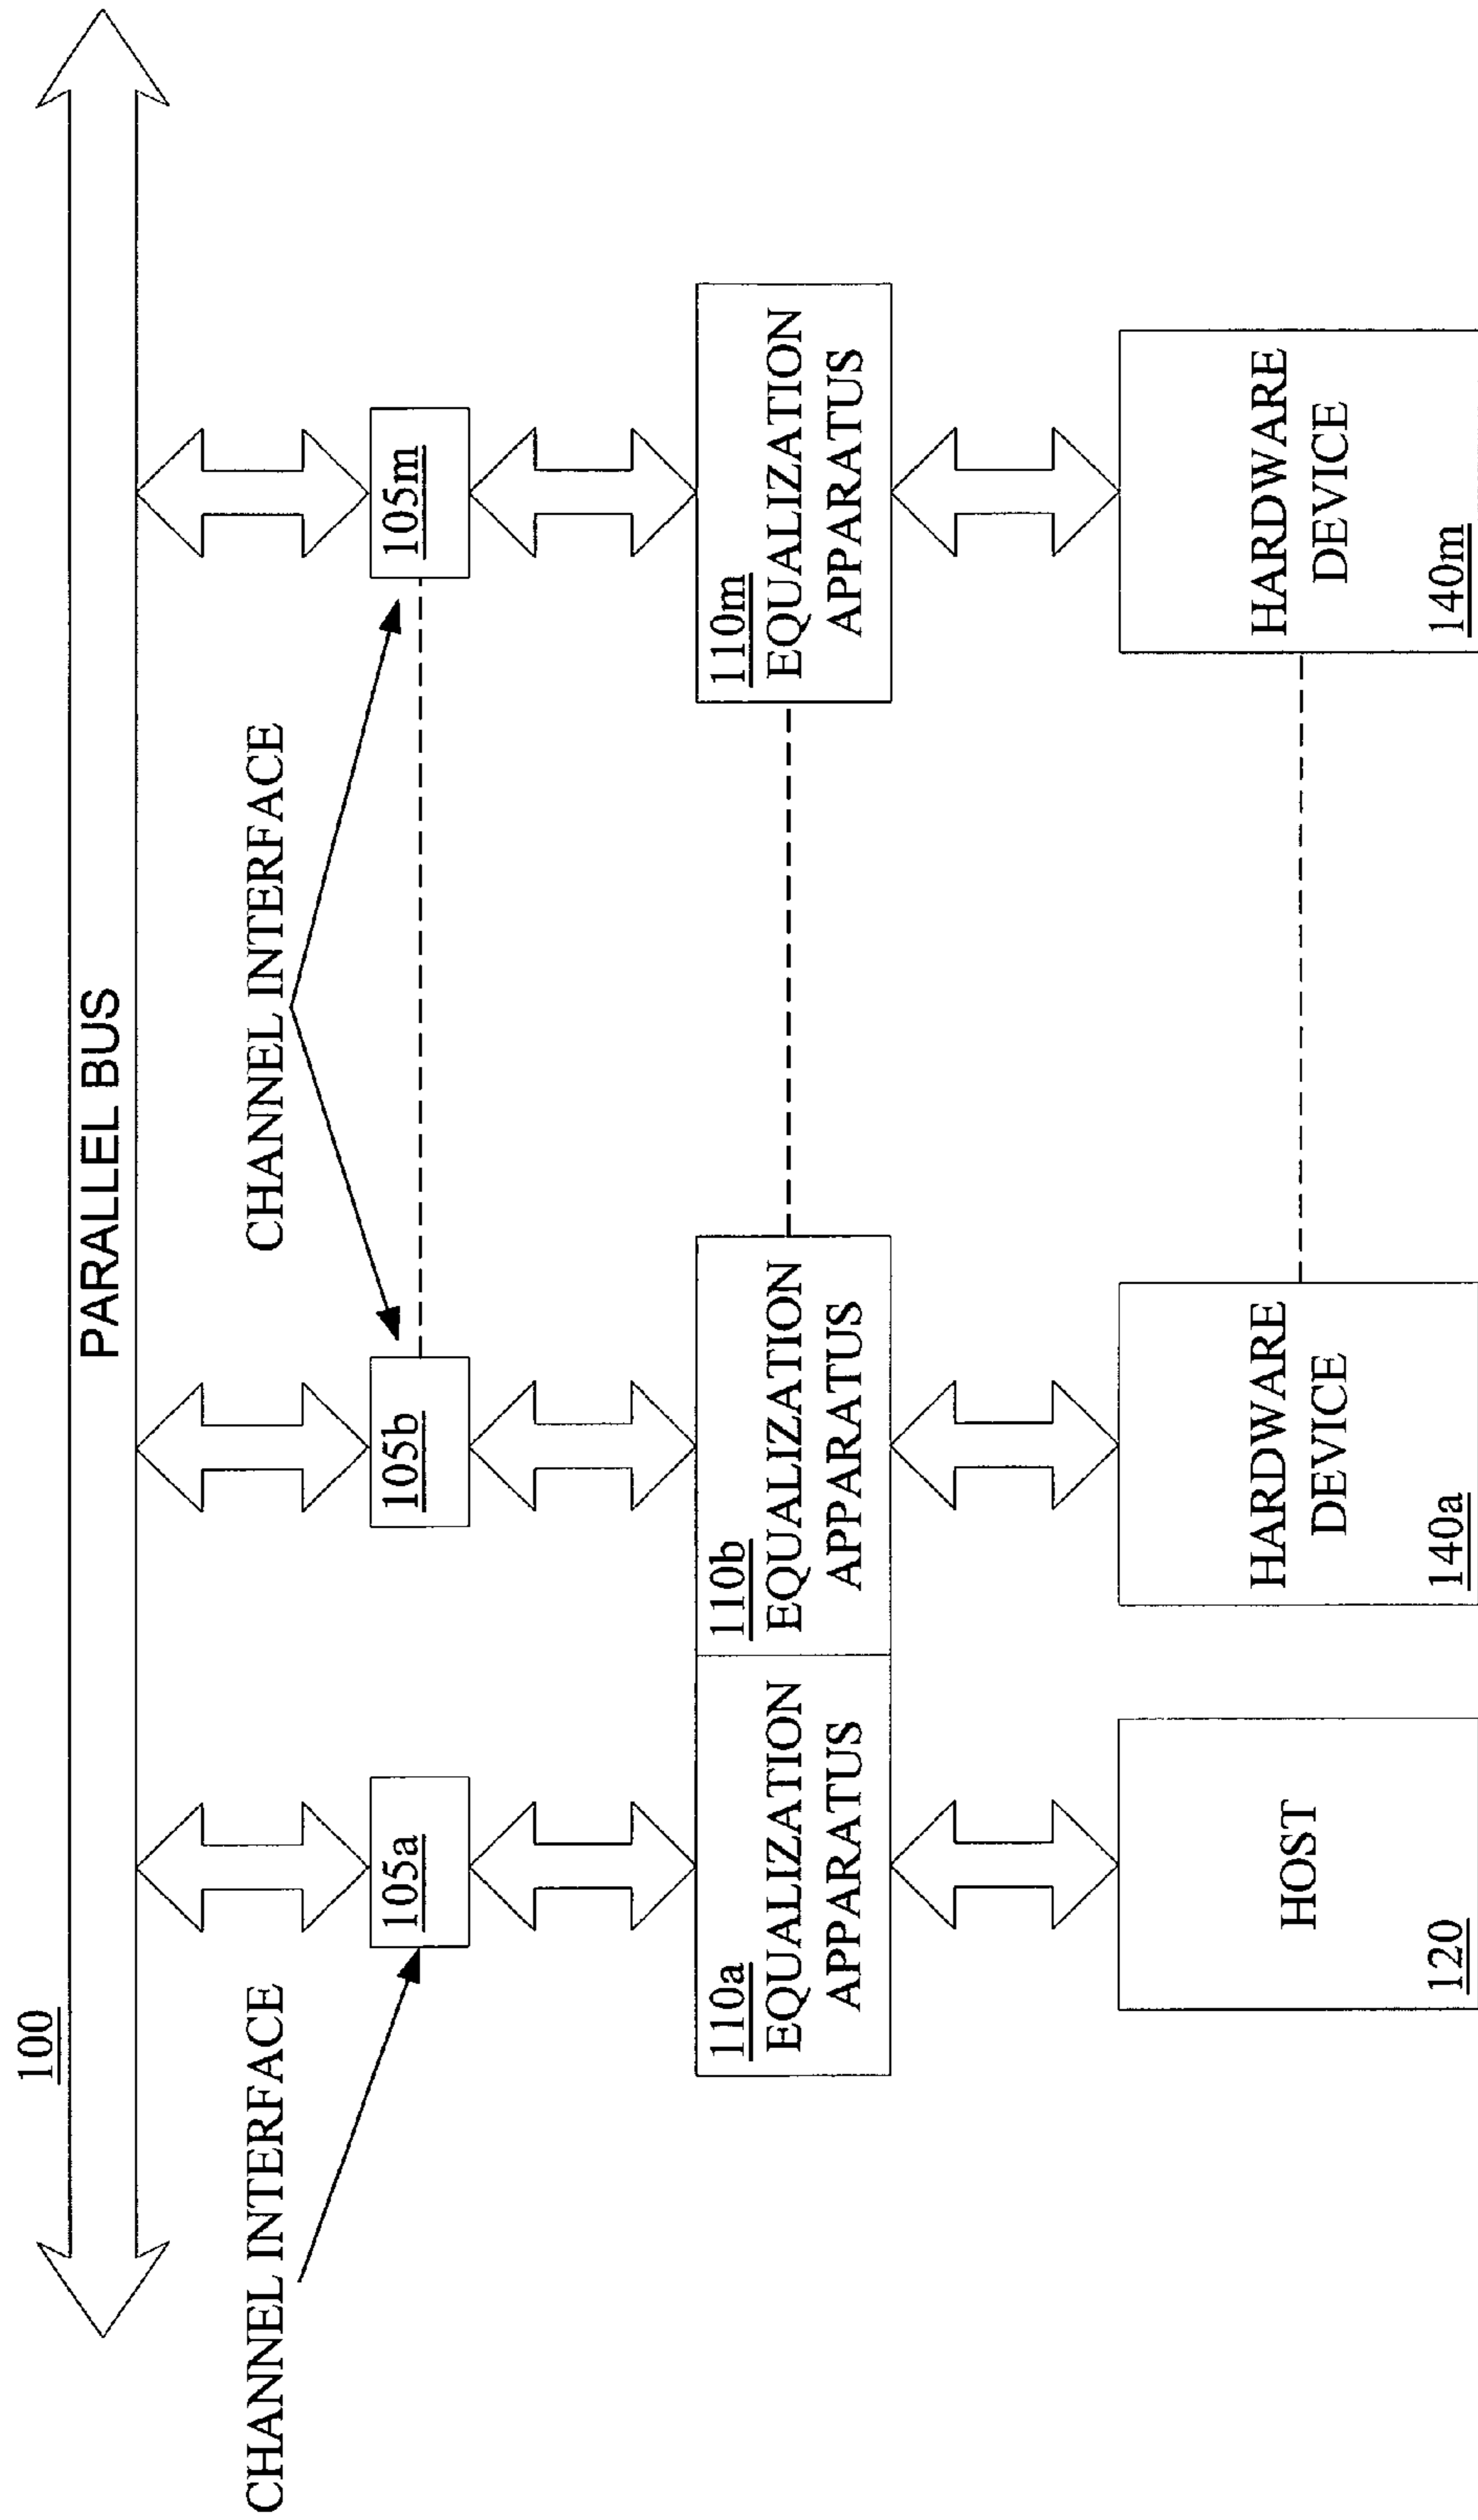 100
PARALLEL BUS
CHANNEL INTERFACE
CHANNEL INTERFACE
105a
105b
105m
110a
EQUALIZATION
APPARATUS
110b
EQUALIZATION
APPARATUS
110m
EQUALIZATION
APPARATUS
HOST
120
HARDWARE
DEVICE
140a
HARDWARE
DEVICE
140m